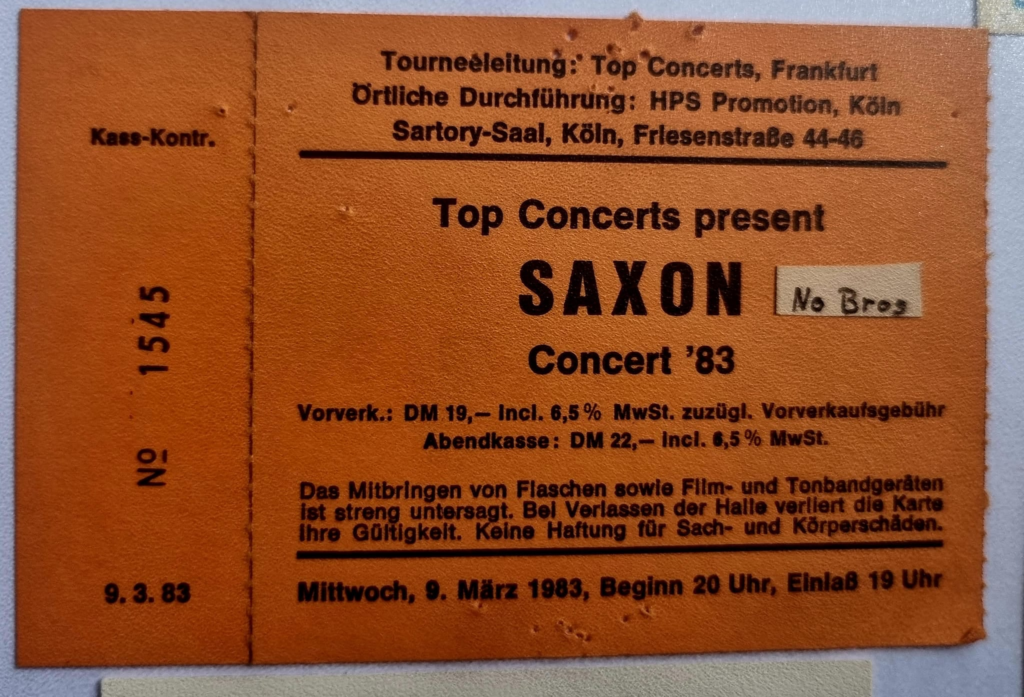 Kass-Kontr.
Nº 1545
9. 3. 83
Tourneeleitung: Top Concerts, Frankfurt
Örtliche Durchführung: HPS Promotion, Köln
Sartory-Saal, Köln, Friesenstraße 44-46
Top Concerts present
SAXON No Bros
Concert '83
Vorverk.: DM 19,— incl. 6,5% MwSt. zuzügl. Vorverkaufsgebühr
Abendkasse: DM 22,— incl. 6,5% MwSt.
Das Mitbringen von Flaschen sowie Film- und Tonbandgeräten
ist streng untersagt. Bei Verlassen der Halle verliert die Karte
ihre Gültigkeit. Keine Haftung für Sach- und Körperschäden.
Mittwoch, 9. März 1983, Beginn 20 Uhr, Einlaß 19 Uhr